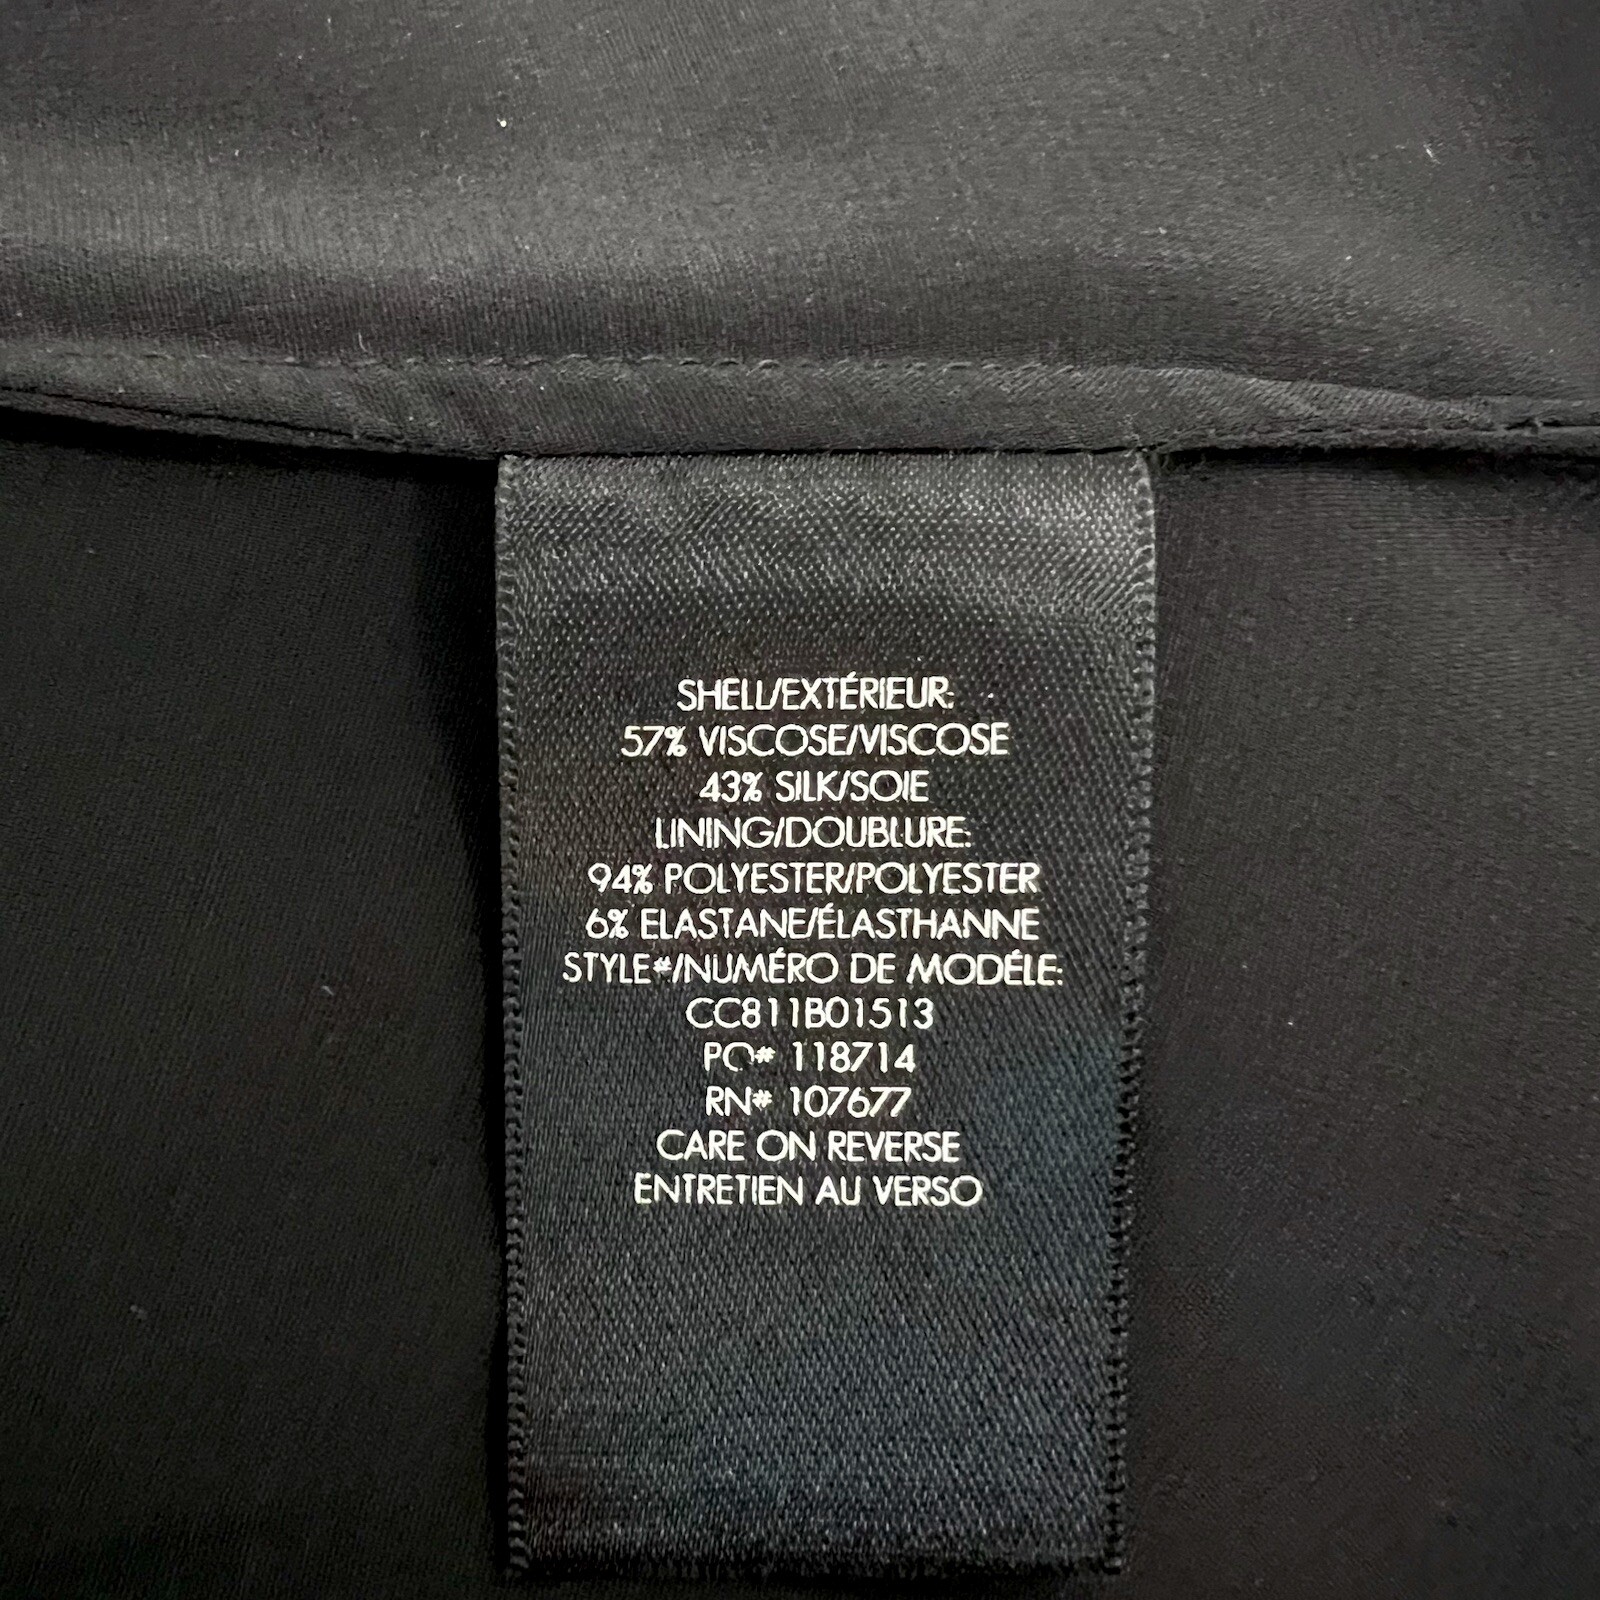 SHELL/EXTÉRIEUR:
57% VISCOSE/VISCOSE
43% SILK/SOIE
LINING/DOUBLURE:
94% POLYESTER/POLYESTER
6% ELASTANE/ÉLASTHANNE
STYLE#/NUMÉRO DE MODÉLE:
CC811B01513
PO# 118714
RN# 107677
CARE ON REVERSE
ENTRETIEN AU VERSO